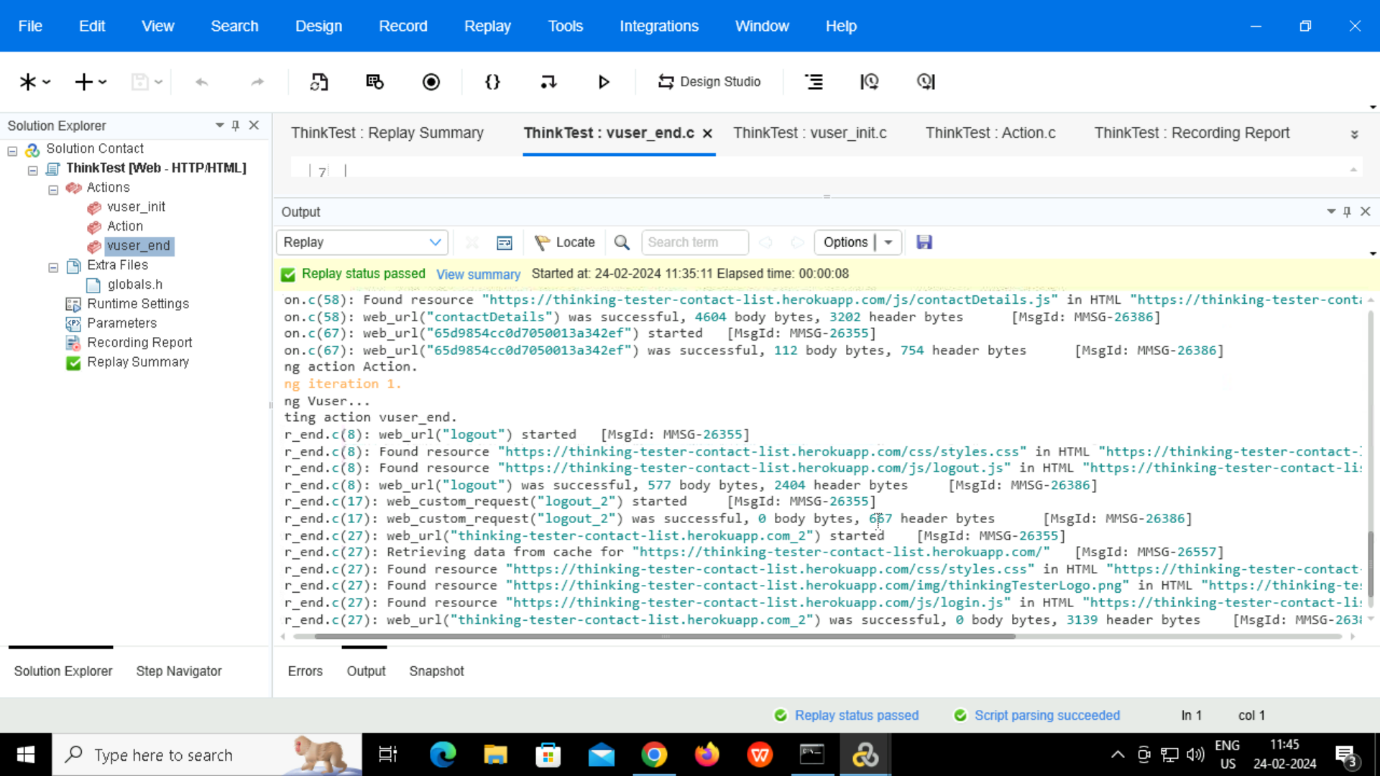 File Edit View Search Design Record Replay Tools Integrations Window Help
Design Studio
Solution Explorer
Solution Contact
ThinkTest [Web - HTTP/HTML]
Actions
vuser_init
Action
vuser_end
Extra Files
globals.h
Runtime Settings
Parameters
Recording Report
Replay Summary
ThinkTest : Replay Summary ThinkTest : vuser_end.c ThinkTest : vuser_init.c ThinkTest : Action.c ThinkTest : Recording Report
7
Output
Replay Locate Search term Options
Replay status passed View summary Started at: 24-02-2024 11:35:11 Elapsed time: 00:00:08
on.c(58): Found resource "https://thinking-tester-contact-list.herokuapp.com/js/contactDetails.js" in HTML "https://thinking-tester-conta
on.c(58): web_url("contactDetails") was successful, 4604 body bytes, 3202 header bytes [MsgId: MMSG-26386]
on.c(67): web_url("65d9854cc0d7050013a342ef") started [MsgId: MMSG-26355]
on.c(67): web_url("65d9854cc0d7050013a342ef") was successful, 112 body bytes, 754 header bytes [MsgId: MMSG-26386]
ng action Action.
ng iteration 1.
ng Vuser...
ting action vuser_end.
r_end.c(8): web_url("logout") started [MsgId: MMSG-26355]
r_end.c(8): Found resource "https://thinking-tester-contact-list.herokuapp.com/css/styles.css" in HTML "https://thinking-tester-contact-l
r_end.c(8): Found resource "https://thinking-tester-contact-list.herokuapp.com/js/logout.js" in HTML "https://thinking-tester-contact-lis
r_end.c(8): web_url("logout") was successful, 577 body bytes, 2404 header bytes [MsgId: MMSG-26386]
r_end.c(17): web_custom_request("logout_2") started [MsgId: MMSG-26355]
r_end.c(17): web_custom_request("logout_2") was successful, 0 body bytes, 667 header bytes [MsgId: MMSG-26386]
r_end.c(27): web_url("thinking-tester-contact-list.herokuapp.com_2") started [MsgId: MMSG-26355]
r_end.c(27): Retrieving data from cache for "https://thinking-tester-contact-list.herokuapp.com/" [MsgId: MMSG-26557]
r_end.c(27): Found resource "https://thinking-tester-contact-list.herokuapp.com/css/styles.css" in HTML "https://thinking-tester-contact-
r_end.c(27): Found resource "https://thinking-tester-contact-list.herokuapp.com/img/thinkingTesterLogo.png" in HTML "https://thinking-tes
r_end.c(27): Found resource "https://thinking-tester-contact-list.herokuapp.com/js/login.js" in HTML "https://thinking-tester-contact-lis
r_end.c(27): web_url("thinking-tester-contact-list.herokuapp.com_2") was successful, 0 body bytes, 3139 header bytes [MsgId: MMSG-2638
Solution Explorer Step Navigator Errors Output Snapshot
Replay status passed Script parsing succeeded ln 1 col 1
Type here to search
ENG
US
11:45
24-02-2024
3